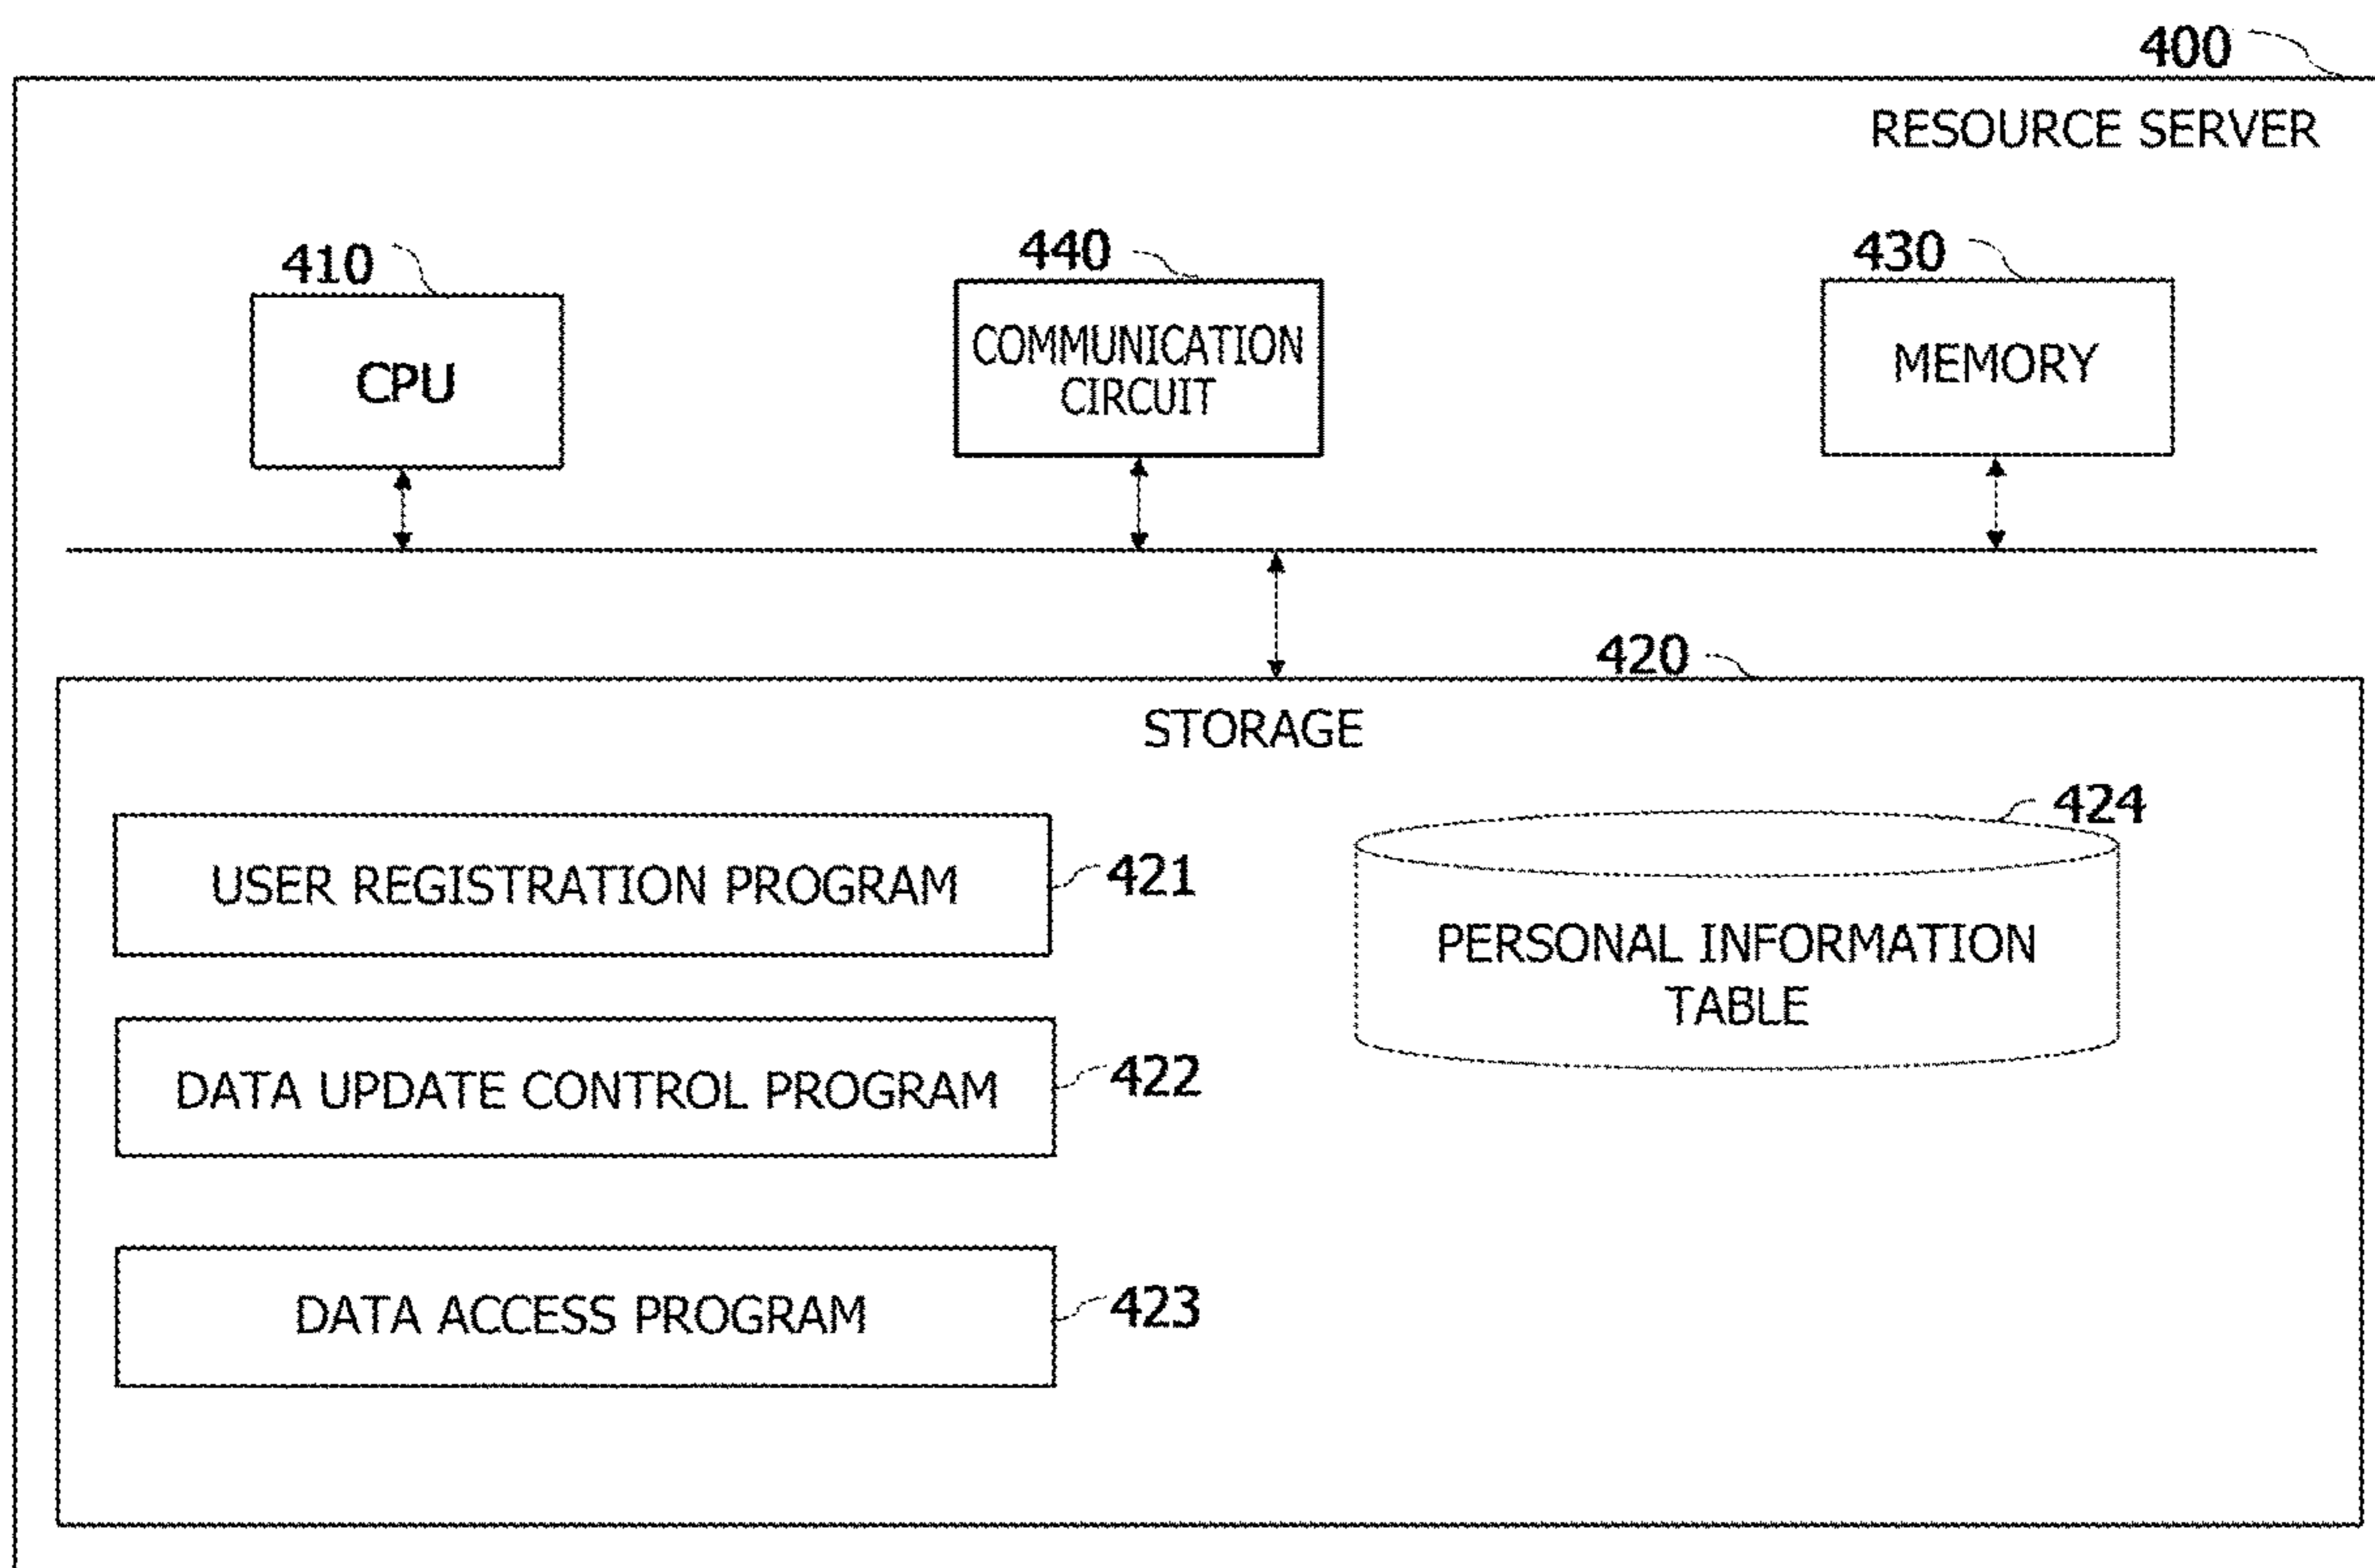 400
RESOURCE SERVER
410
440
430
CPU
COMMUNICATION
CIRCUIT
MEMORY
420
STORAGE
424
USER REGISTRATION PROGRAM
421
PERSONAL INFORMATION
TABLE
DATA UPDATE CONTROL PROGRAM
422
DATA ACCESS PROGRAM
423